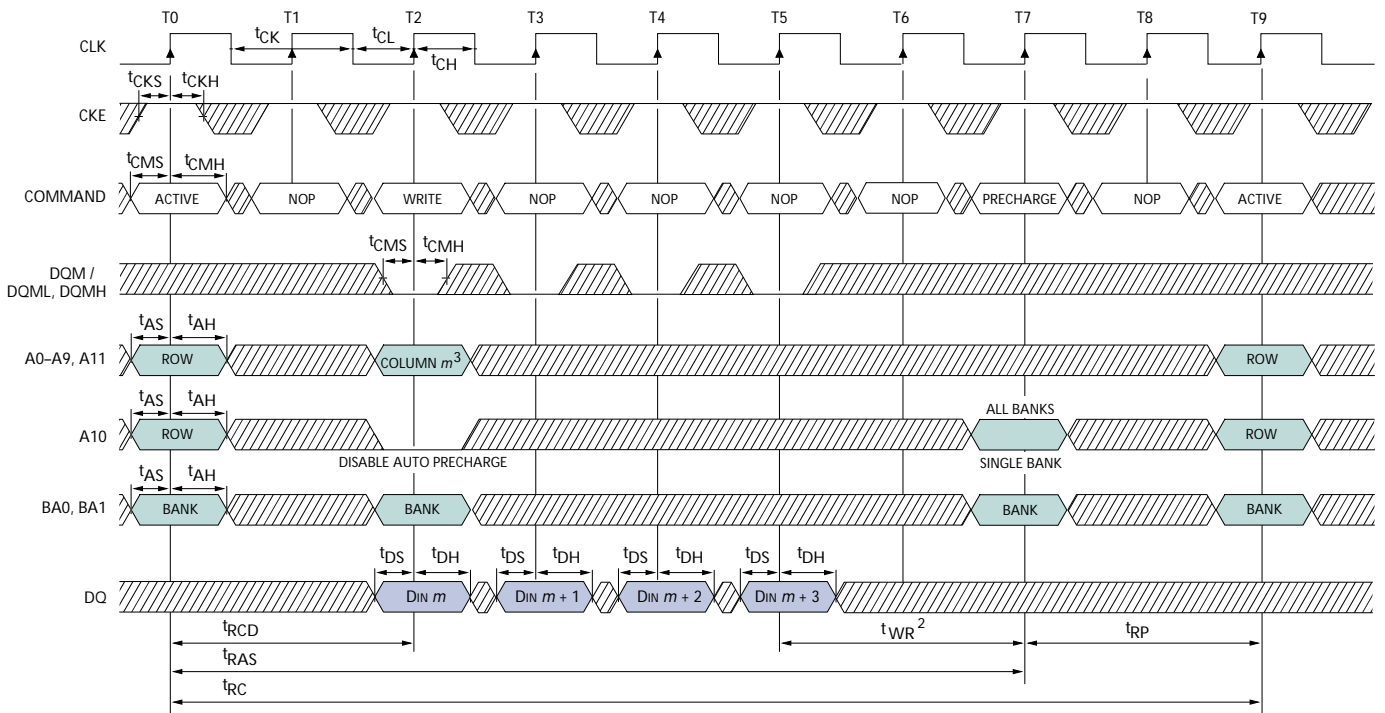 T0 T1 T2 T3 T4 T5 T6 T7 T8 T9
CLK tCK tCL tCH
tCKS tCKH
CKE
tCMS tCMH
COMMAND ACTIVE NOP WRITE NOP NOP NOP NOP PRECHARGE NOP ACTIVE
tCMS tCMH
DQM /
DQML, DQMH
tAS tAH
A0–A9, A11 ROW COLUMN m3 ROW
tAS tAH ALL BANKS
A10 ROW ROW
DISABLE AUTO PRECHARGE SINGLE BANK
tAS tAH
BA0, BA1 BANK BANK BANK BANK
tDS tDH tDS tDH tDS tDH tDS tDH
DQ DIN m DIN m + 1 DIN m + 2 DIN m + 3
tRCD tWR2 tRP
tRAS
tRC